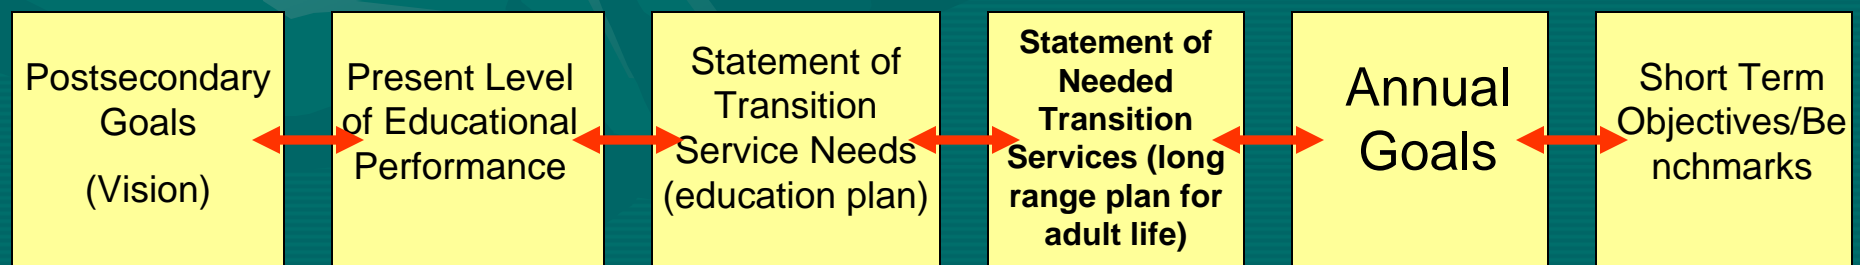 Postsecondary
Goals
(Vision)
Present Level
of Educational
Performance
Statement of
Transition
Service Needs
(education plan)
Statement of
Needed
Transition
Services (long
range plan for
adult life)
Annual
Goals
Short Term
Objectives/Be
nchmarks